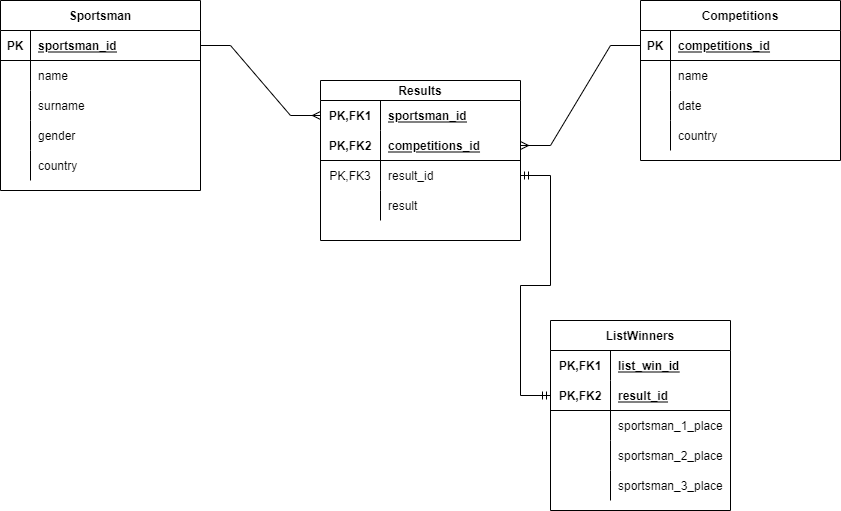 Sportsman
PK sportsman_id
name
surname
gender
country
Competitions
PK competitions_id
name
date
country
Results
PK,FK1 sportsman_id
PK,FK2 competitions_id
PK,FK3 result_id
result
ListWinners
PK,FK1 list_win_id
PK,FK2 result_id
sportsman_1_place
sportsman_2_place
sportsman_3_place